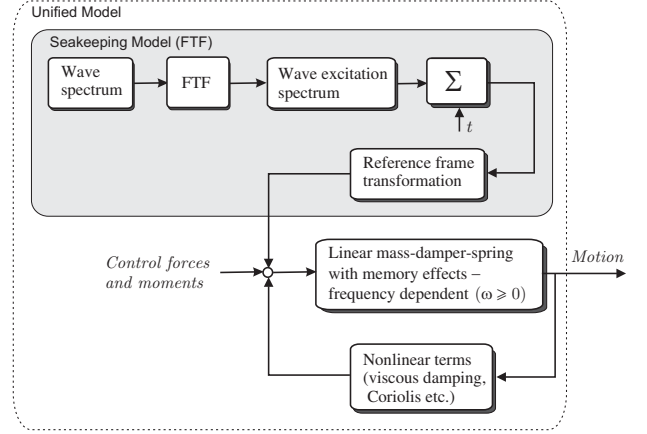 Unified Model
Seakeeping Model (FTF)
Wave
spectrum
FTF
Wave excitation
spectrum
Σ
t
Reference frame
transformation
Control forces
and moments
Linear mass-damper-spring
with memory effects –
frequency dependent (ω ⩾ 0)
Motion
Nonlinear terms
(viscous damping,
Coriolis etc.)